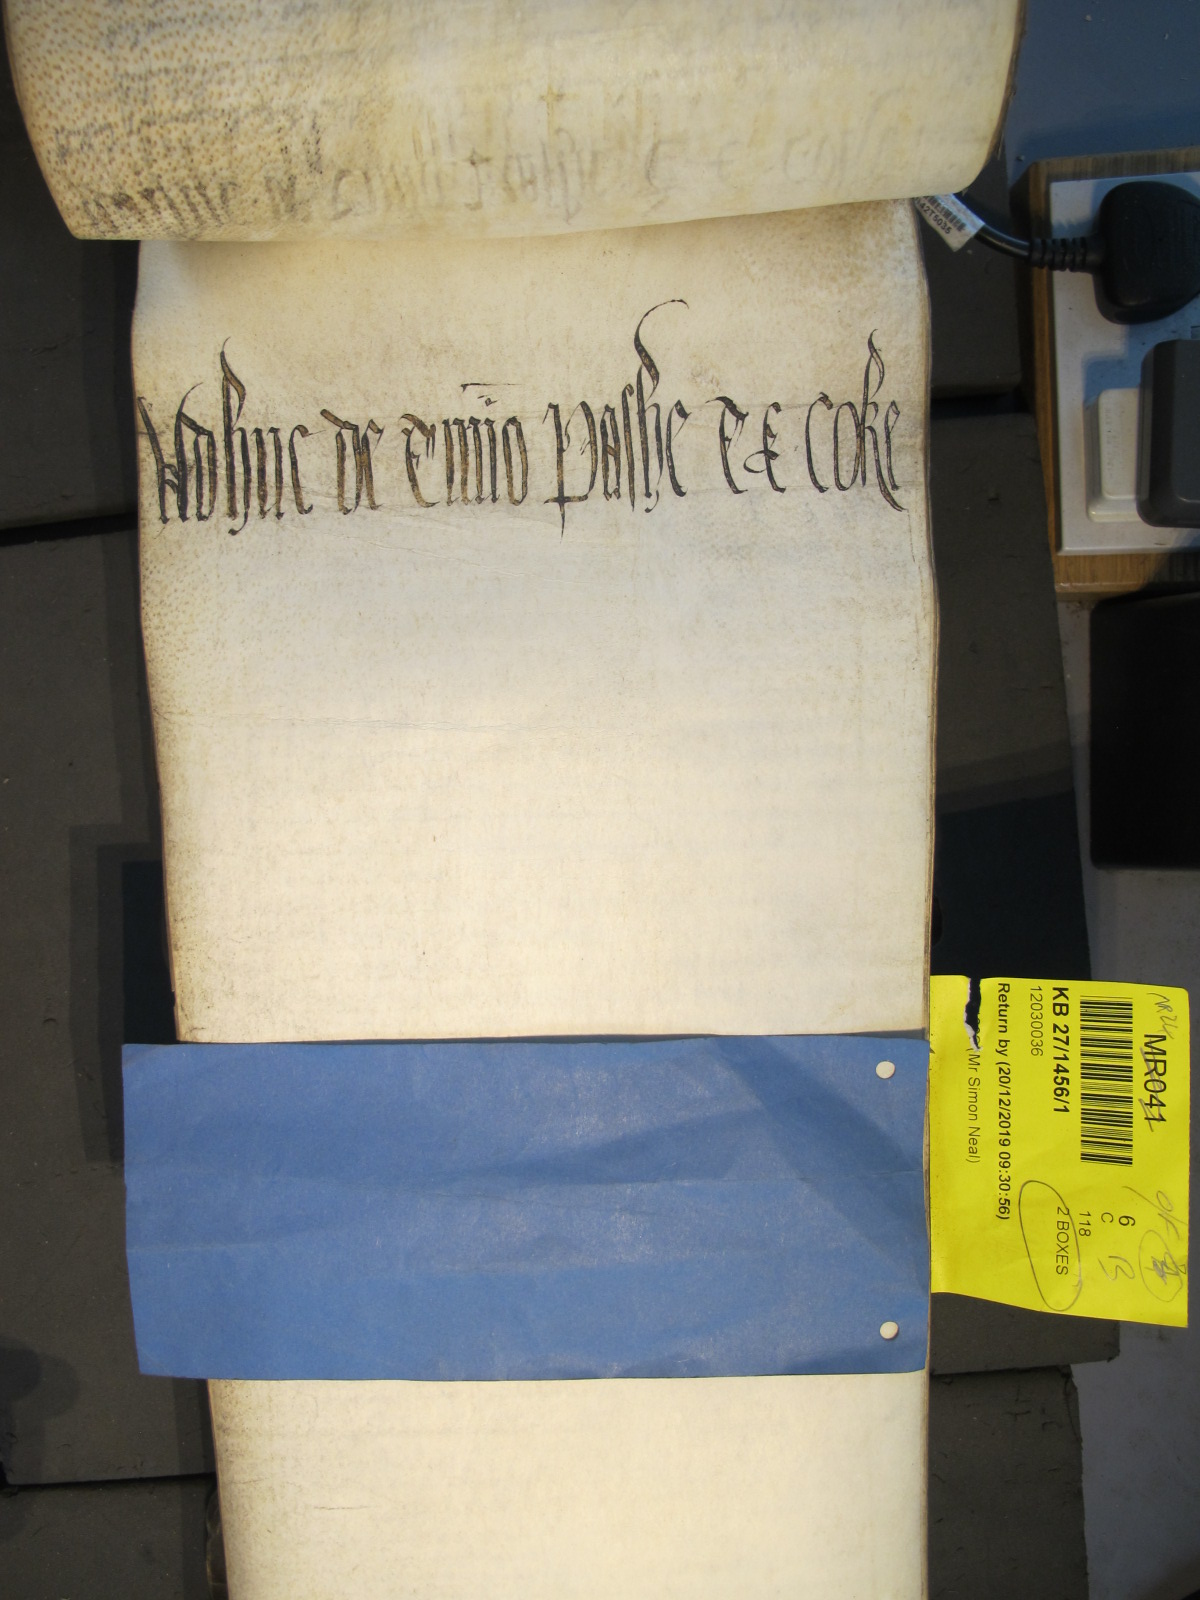 Adhuc de Termio Pasche T & Coke
MR041
KB 27/1456/1
12030036
Return by (20/12/2019 09:30:56)
(Mr Simon Neal)
6
C
118
2 BOXES